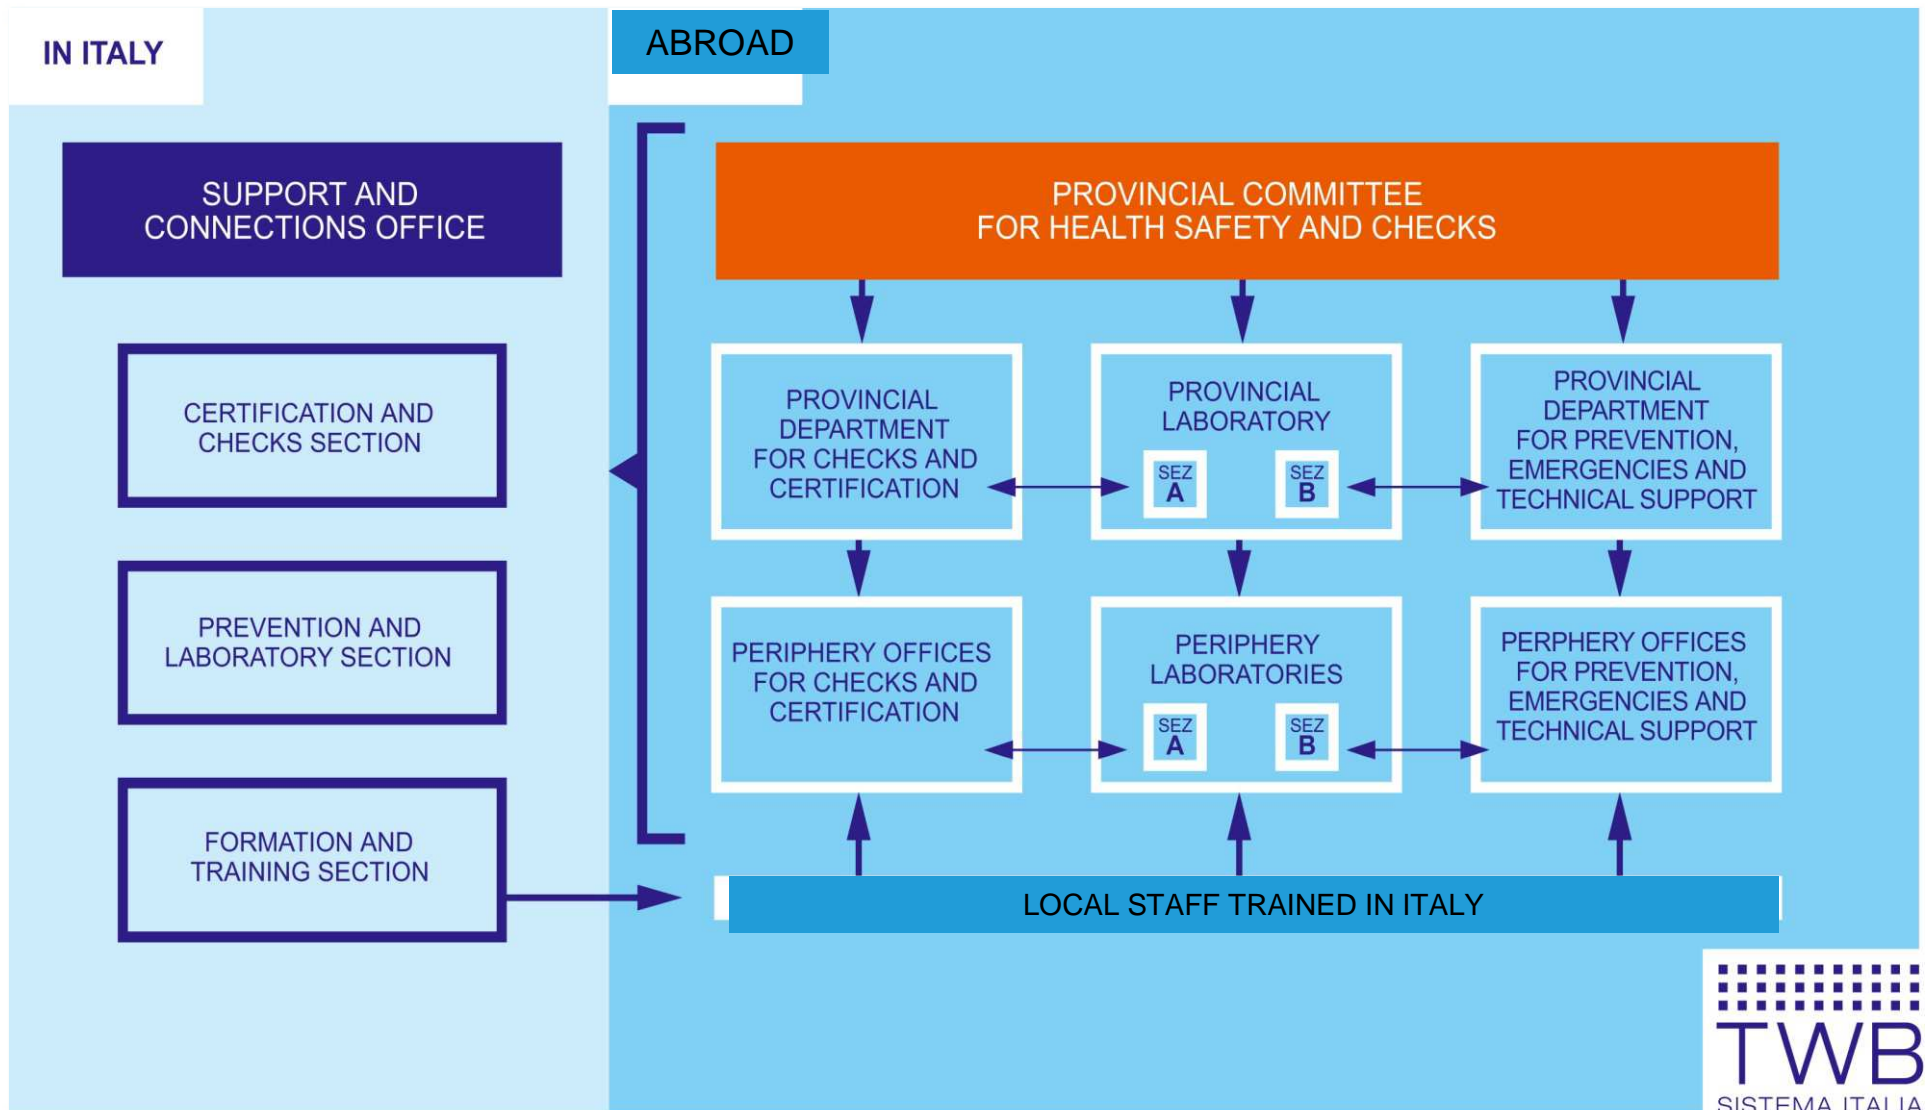 IN ITALY
ABROAD
SUPPORT AND
CONNECTIONS OFFICE
CERTIFICATION AND
CHECKS SECTION
PREVENTION AND
LABORATORY SECTION
FORMATION AND
TRAINING SECTION
PROVINCIAL COMMITTEE
FOR HEALTH SAFETY AND CHECKS
PROVINCIAL
DEPARTMENT
FOR CHECKS AND
CERTIFICATION
PROVINCIAL
LABORATORY
SEZ
A
SEZ
B
PROVINCIAL
DEPARTMENT
FOR PREVENTION,
EMERGENCIES AND
TECHNICAL SUPPORT
PERIPHERY OFFICES
FOR CHECKS AND
CERTIFICATION
PERIPHERY
LABORATORIES
SEZ
A
SEZ
B
PERPHERY OFFICES
FOR PREVENTION,
EMERGENCIES AND
TECHNICAL SUPPORT
LOCAL STAFF TRAINED IN ITALY
TWB
SISTEMA ITALIA